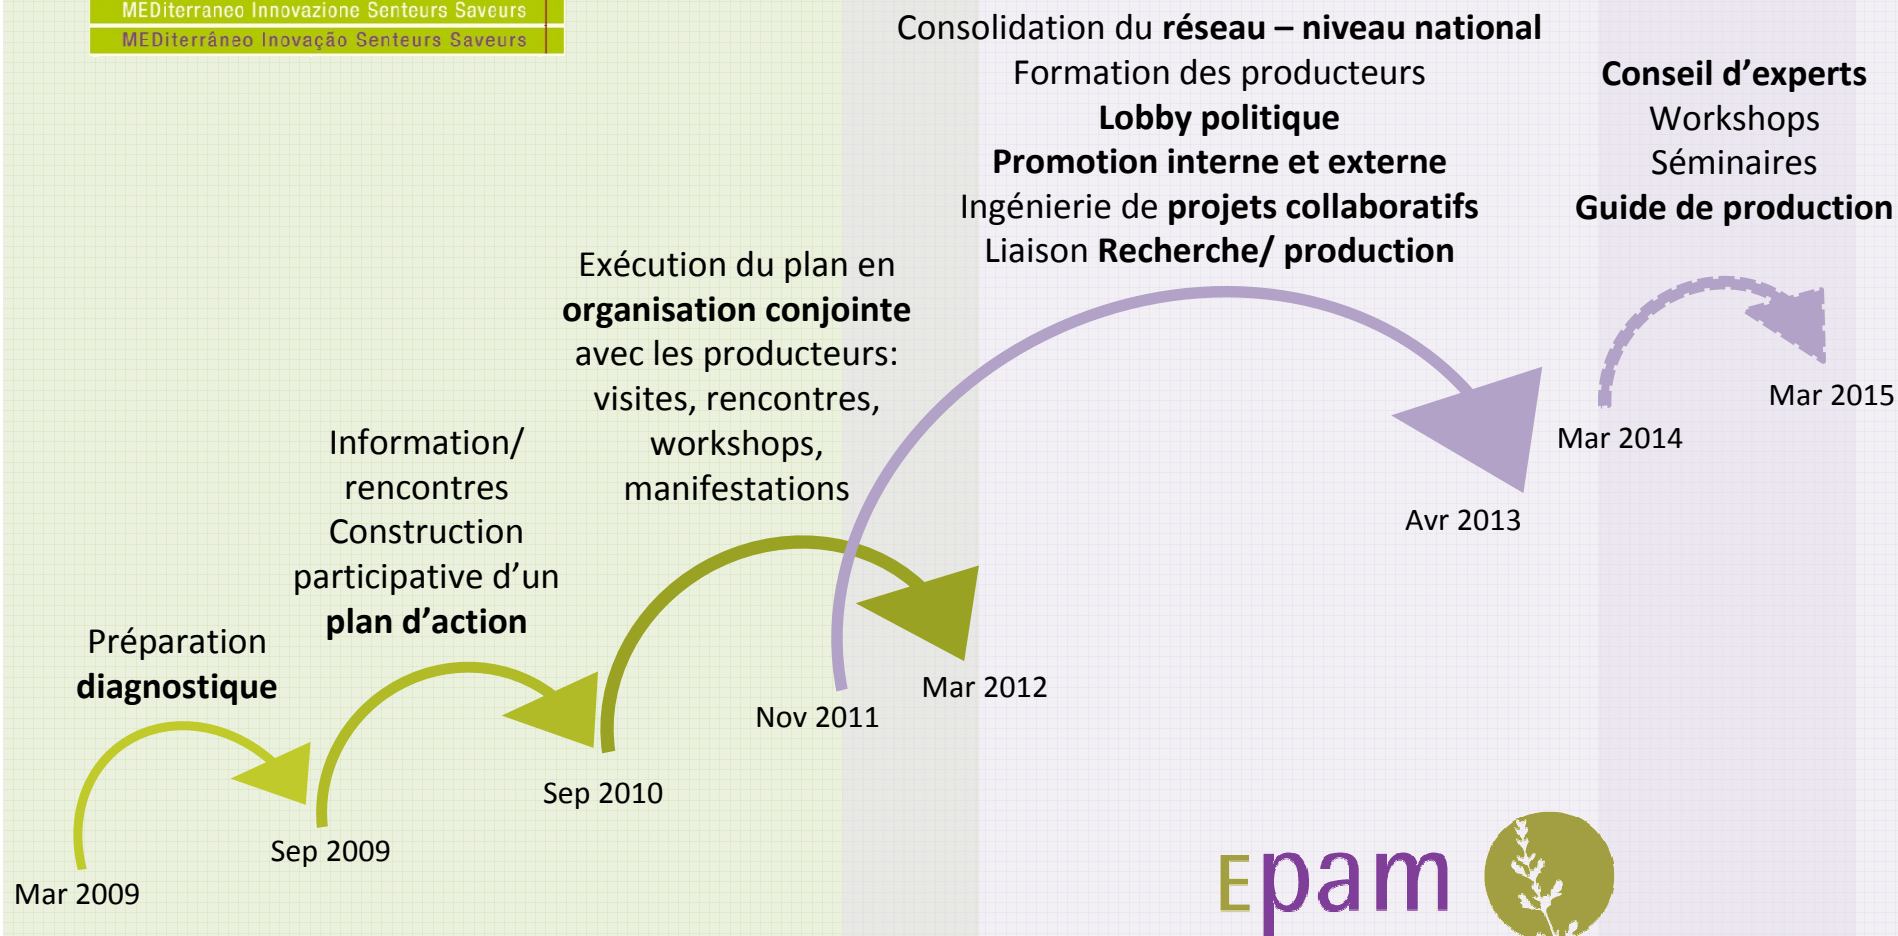 MEDiterraneo Innovazione Senteurs Saveurs
MEDiterrâneo Inovação Senteurs Saveurs
Consolidation du réseau – niveau national
Formation des producteurs
Lobby politique
Promotion interne et externe
Ingénierie de projets collaboratifs
Liaison Recherche/ production
Conseil d’experts
Workshops
Séminaires
Guide de production
Exécution du plan en
organisation conjointe
avec les producteurs:
visites, rencontres,
workshops,
manifestations
Information/
rencontres
Construction
participative d’un
plan d’action
Préparation
diagnostique
Mar 2009
Sep 2009
Sep 2010
Nov 2011
Mar 2012
Avr 2013
Mar 2014
Mar 2015
Epam